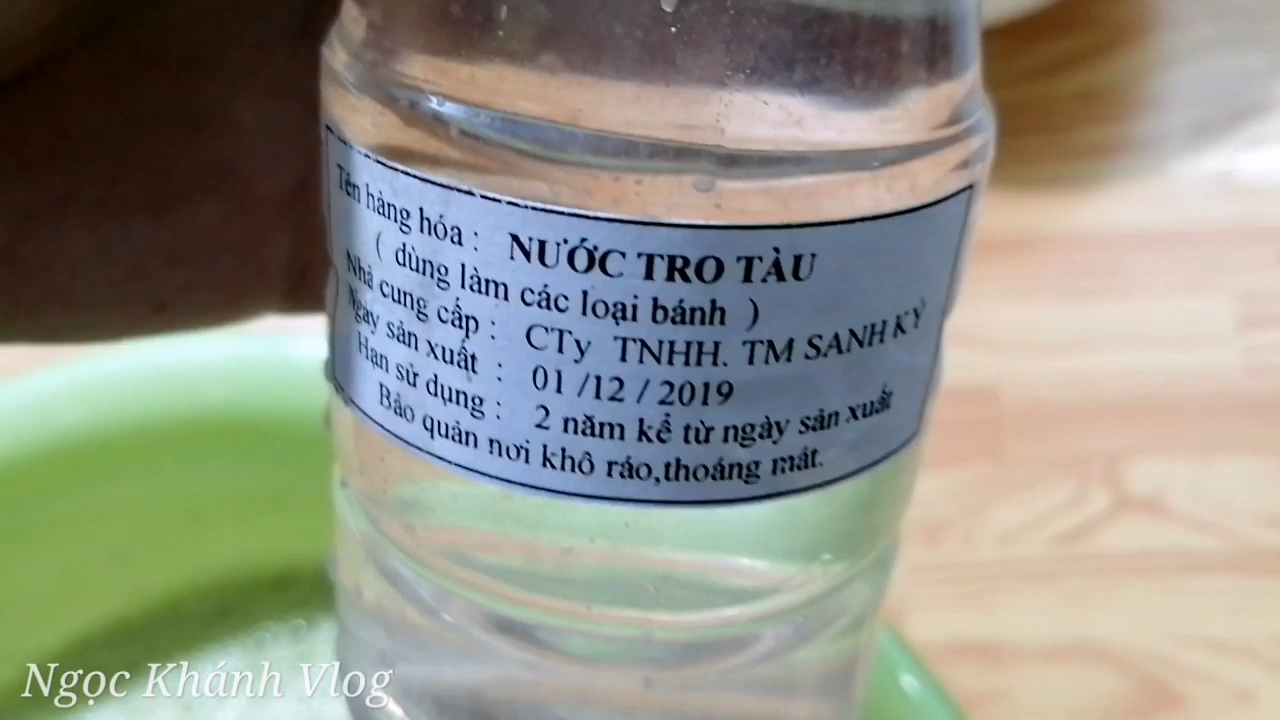 Tên hàng hóa : NƯỚC TRO TÀU
( dùng làm các loại bánh )
Nhà cung cấp : CTy TNHH. TM SANH KỲ
Ngày sản xuất : 01 /12 / 2019
Hạn sử dụng : 2 năm kể từ ngày sản xuất
Bảo quản nơi khô ráo,thoáng mát.
Ngọc Khánh Vlog